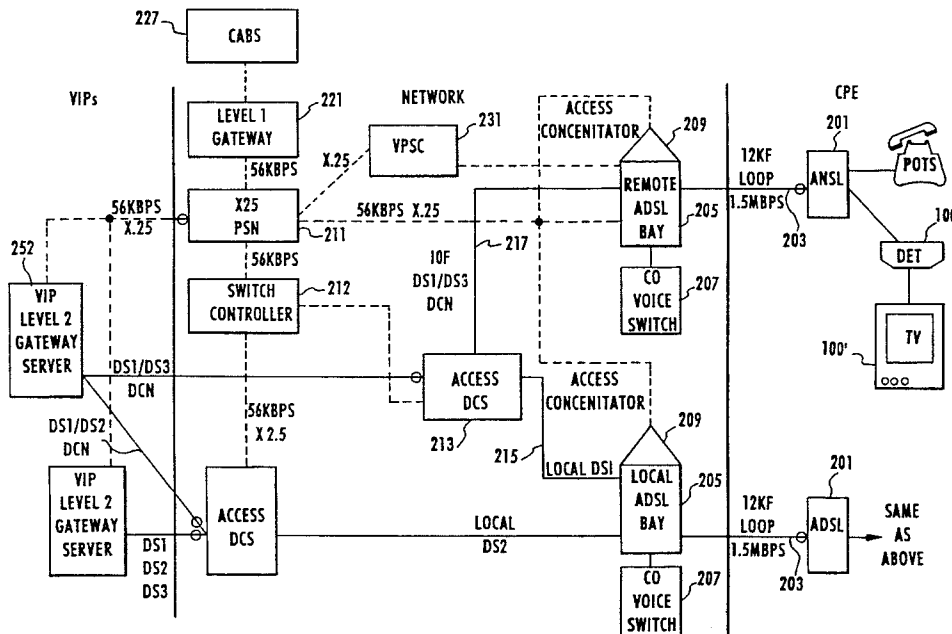 227
CABS
VIPs
NETWORK
CPE
LEVEL 1
GATEWAY
221
X.25
VPSC
231
ACCESS
CONCENITATOR
209
201
12KF
LOOP
1.5MBPS
203
ANSL
POTS
56KBPS
56KBPS
X.25
X25
PSN
211
56KBPS X.25
REMOTE
ADSL
BAY
205
217
IOF
DS1/DS3
DCN
252
VIP
LEVEL 2
GATEWAY
SERVER
56KBPS
SWITCH
CONTROLLER
212
CO
VOICE
SWITCH
207
DET
TV
100'
DS1/DS3
DCN
ACCESS
DCS
213
ACCESS
CONCENITATOR
209
56KBPS
X 2.5
DS1/DS2
DCN
215
LOCAL DSI
LOCAL
ADSL
BAY
205
201
VIP
LEVEL 2
GATEWAY
SERVER
DS1
DS2
DS3
ACCESS
DCS
LOCAL
DS2
12KF
LOOP
1.5MBPS
203
ADSL
SAME
AS
ABOVE
CO
VOICE
SWITCH
207